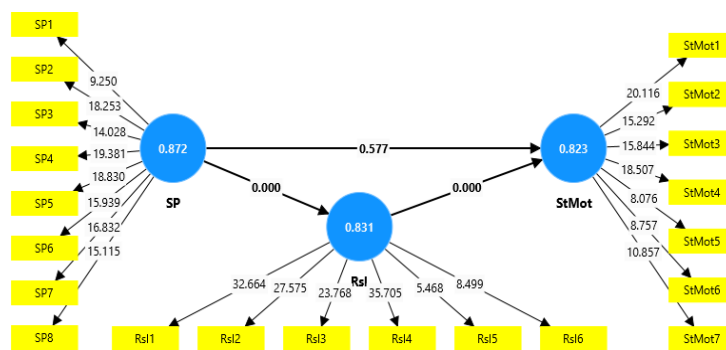 SP1
SP2
SP3
SP4
SP5
SP6
SP7
SP8
9.250
18.253
14.028
19.381
18.830
15.939
16.832
15.115
0.872
SP
0.577
0.000
0.000
0.831
Rsl
32.664
27.575
23.768
35.705
5.468
8.499
Rsl1
Rsl2
Rsl3
Rsl4
Rsl5
Rsl6
0.823
StMot
20.116
15.292
15.844
18.507
8.076
8.757
10.857
StMot1
StMot2
StMot3
StMot4
StMot5
StMot6
StMot7